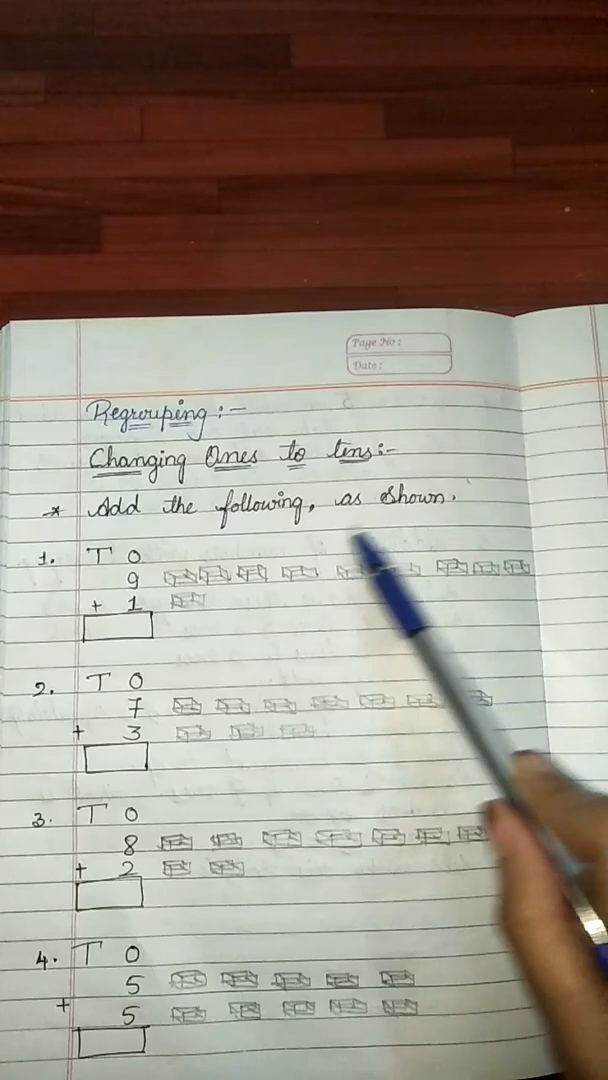 Page No :
Date :
Regrouping :-
Changing Ones to tens :-
* Add the following, as shown.
1. T O
9
+ 1
2. T O
7
+ 3
3. T O
8
+ 2
4. T O
5
+ 5